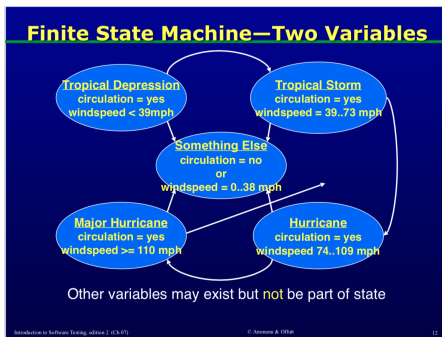 Finite State Machine—Two Variables
Tropical Depression
circulation = yes
windspeed < 39mph
Tropical Storm
circulation = yes
windspeed = 39..73 mph
Something Else
circulation = no
or
windspeed = 0..38 mph
Major Hurricane
circulation = yes
windspeed >= 110 mph
Hurricane
circulation = yes
windspeed 74..109 mph
Other variables may exist but not be part of state
Introduction to Software Testing, edition 2 (Ch 07)
© Ammann & Offutt
12